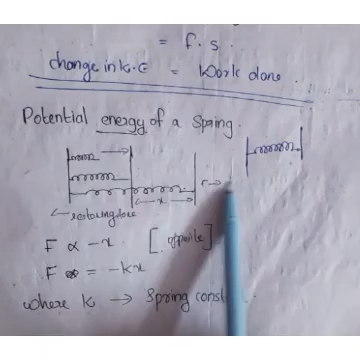 = F. s.
change in K.E = Work done.
Potential energy of a Spring.
← x →
F ∝ -x. [opposite]
F = -kx
where K → Spring const